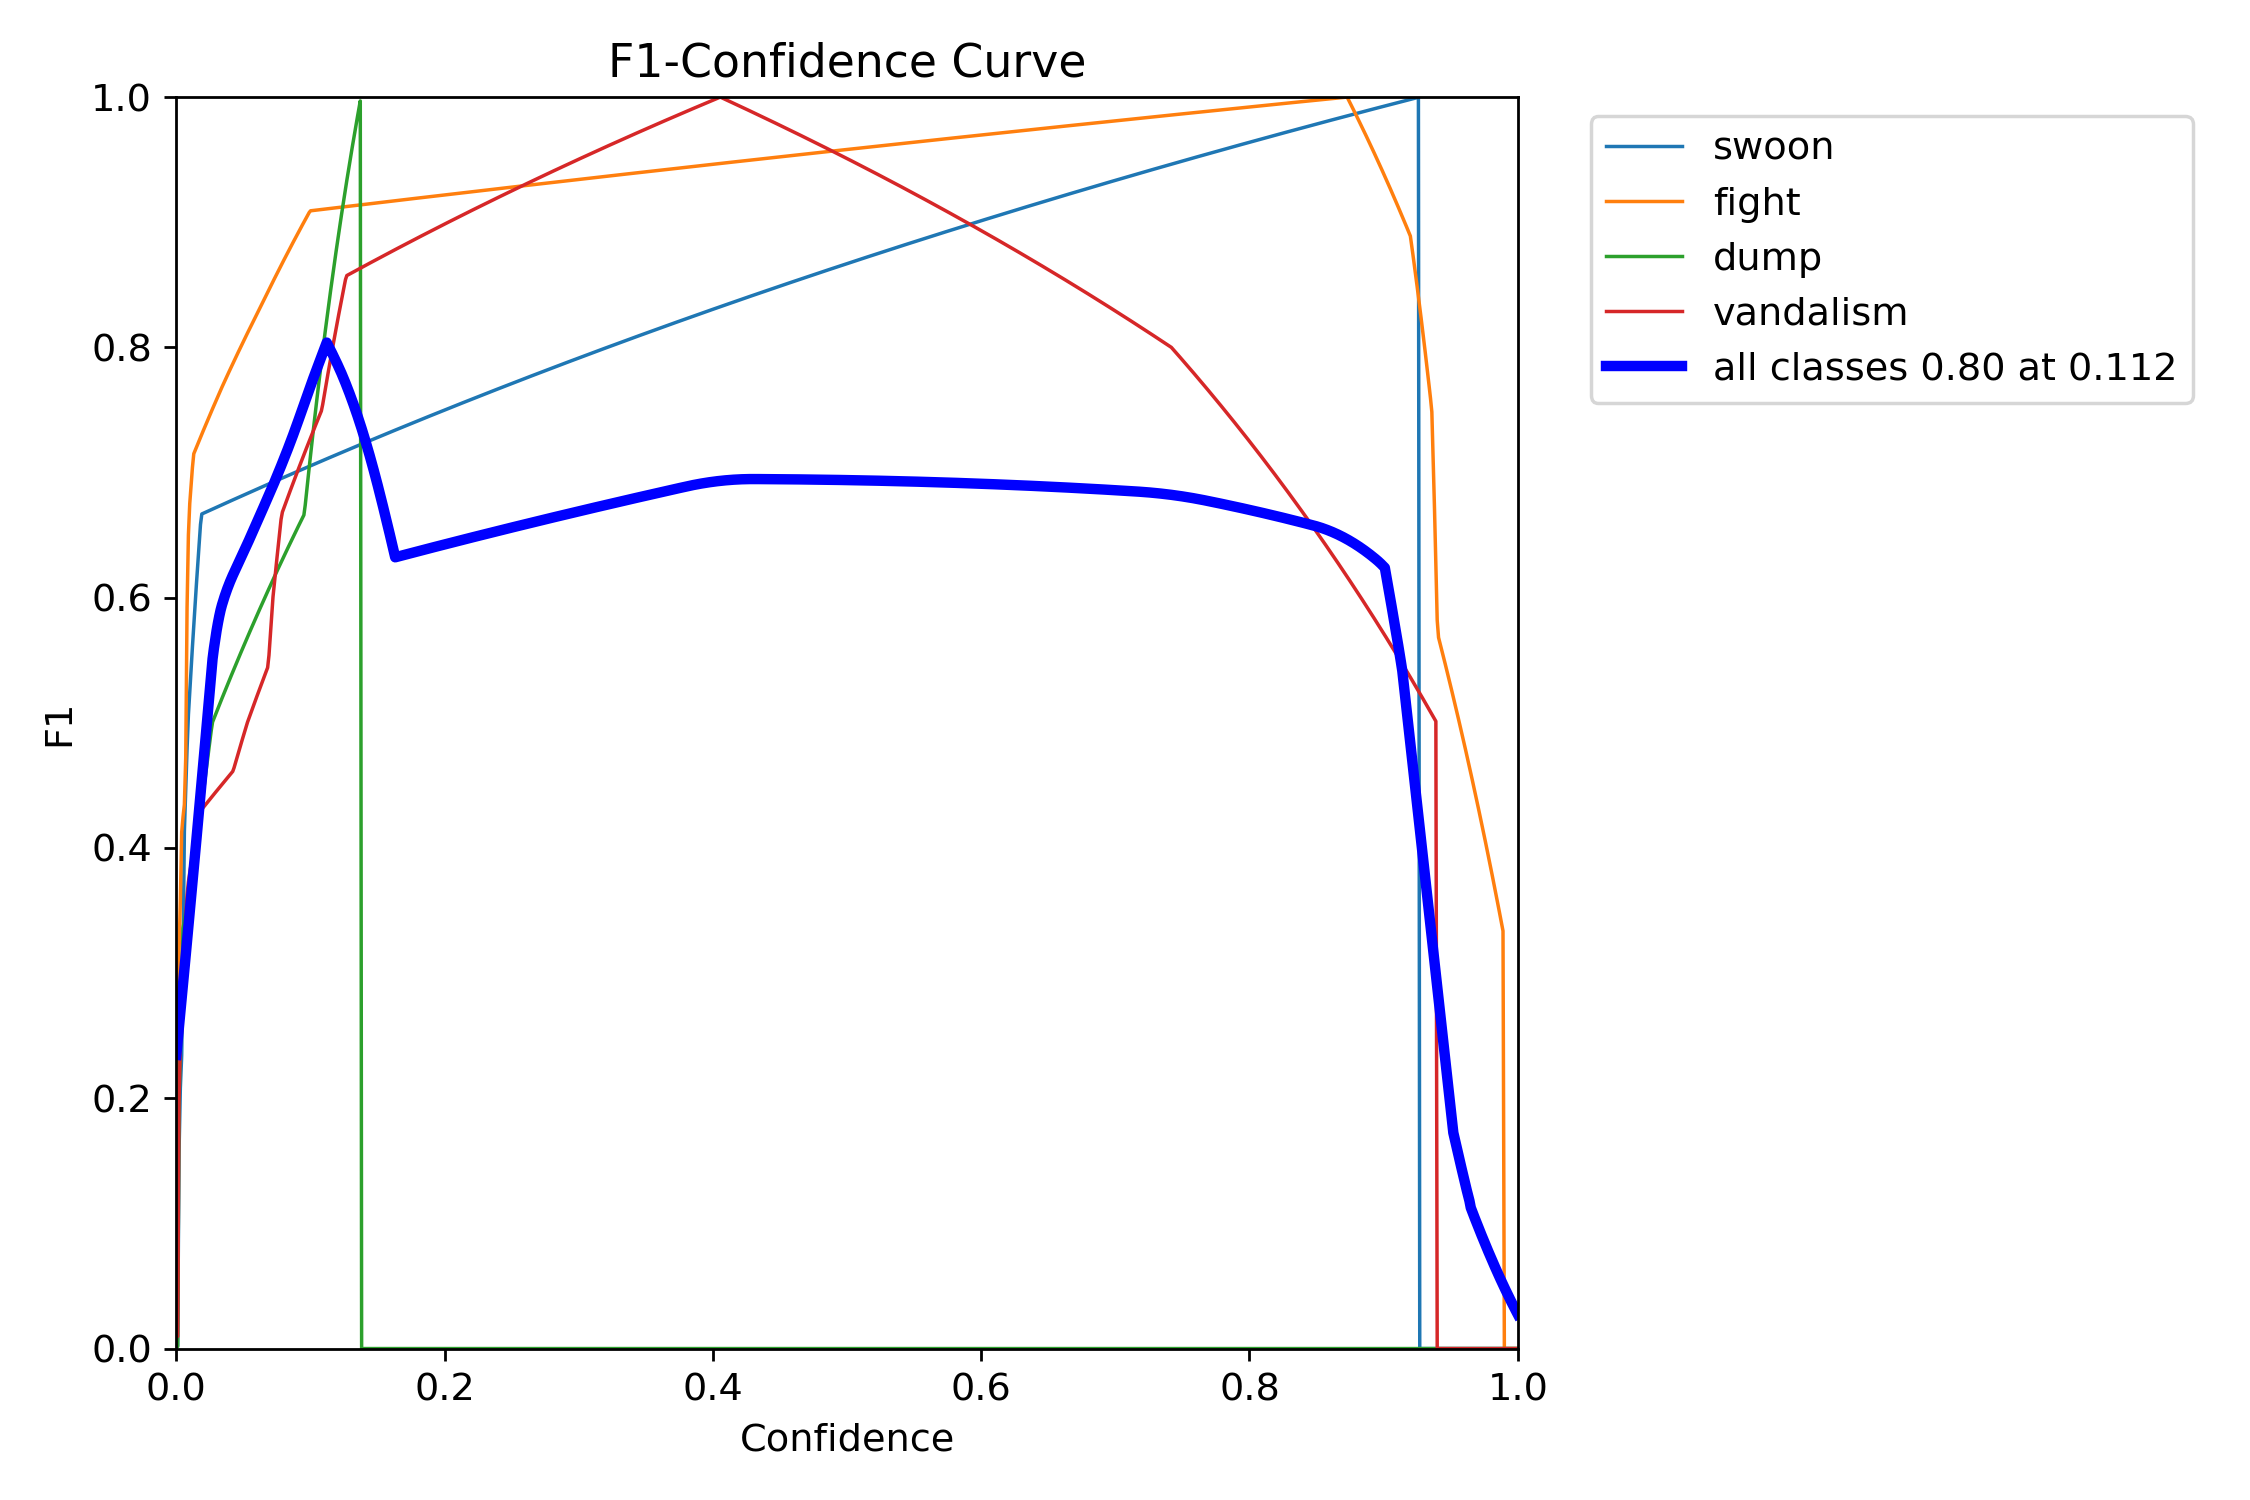 F1-Confidence Curve
1.0
0.8
0.6
0.4
0.2
0.0
F1
0.0 0.2 0.4 0.6 0.8 1.0
Confidence
swoon
fight
dump
vandalism
all classes 0.80 at 0.112